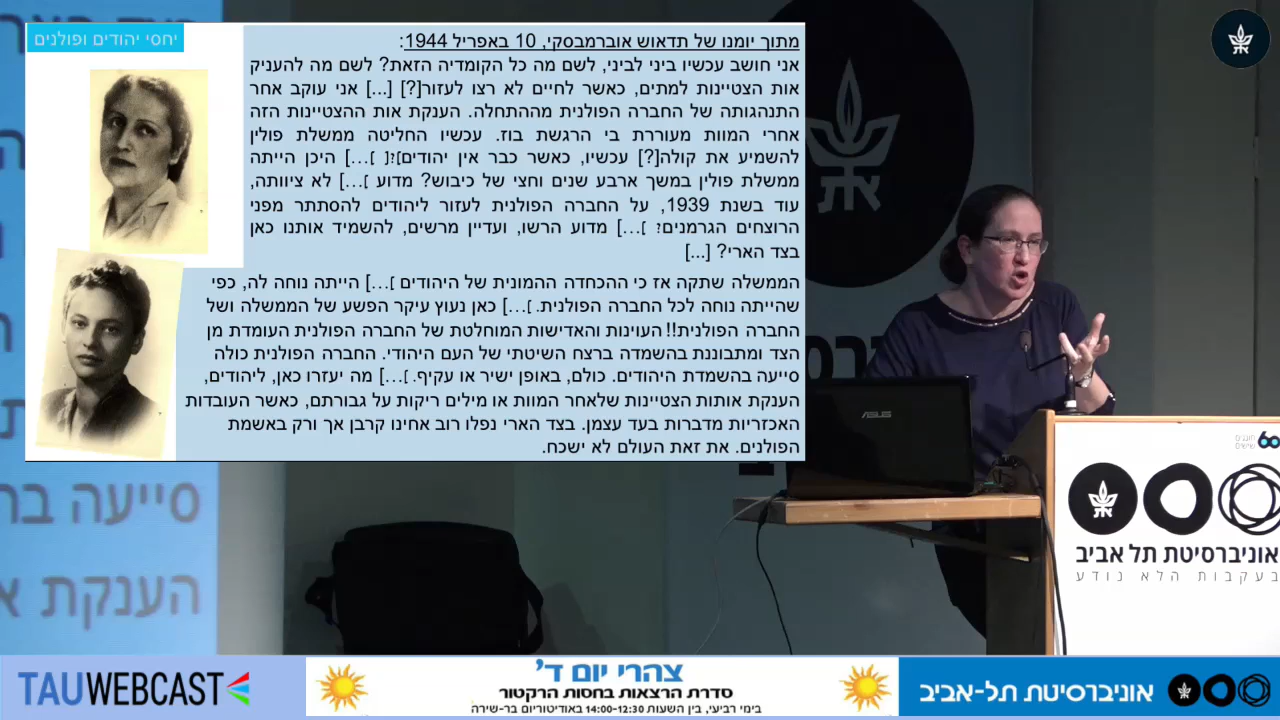 יחסי יהודים ופולנים
מתוך יומנו של תדאוש אוברמבסקי, 10 באפריל 1944:
אני חושב עכשיו ביני לביני, לשם מה כל הקומדיה הזאת? לשם מה להעניק
אות הצטיינות למתים, כאשר לחיים לא רצו לעזור[?] [...] אני עוקב אחר
התנהגותה של החברה הפולנית מההתחלה. הענקת אות ההצטיינות הזה
אחרי המוות מעוררת בי הרגשת בוז. עכשיו החליטה ממשלת פולין
להשמיע את קולה[?] עכשיו, כאשר כבר אין יהודים[?] [...] היכן הייתה
ממשלת פולין במשך ארבע שנים וחצי של כיבוש? מדוע [...] לא ציוותה,
עוד בשנת 1939, על החברה הפולנית לעזור ליהודים להסתתר מפני
הרוצחים הגרמנים? [...] מדוע הרשו, ועדיין מרשים, להשמיד אותנו כאן
בצד הארי? [...]
הממשלה שתקה אז כי ההכחדה ההמונית של היהודים [...] הייתה נוחה לה, כפי
שהייתה נוחה לכל החברה הפולנית. [...] כאן נעוץ עיקר הפשע של הממשלה ושל
החברה הפולנית!! העוינות והאדישות המוחלטת של החברה הפולנית העומדת מן
הצד ומתבוננת בהשמדה ברצח השיטתי של העם היהודי. החברה הפולנית כולה
סייעה בהשמדת היהודים. כולם, באופן ישיר או עקיף. [...] מה יעזרו כאן, ליהודים,
הענקת אותות הצטיינות שלאחר המוות או מילים ריקות על גבורתם, כאשר העובדות
האכזריות מדברות בעד עצמן. בצד הארי נפלו רוב אחינו קרבן אך ורק באשמת
הפולנים. את זאת העולם לא ישכח.
ASUS
אוניברסיטת תל אביב
בעקבות הלא נודע
סייעה בה
הענקת א
TAUWEBCAST
צהרי יום ד'
סדרת הרצאות בחסות הרקטור
בימי רביעי, בין השעות 14:00-12:30 באודיטוריום בר-שירה
אוניברסיטת תל-אביב